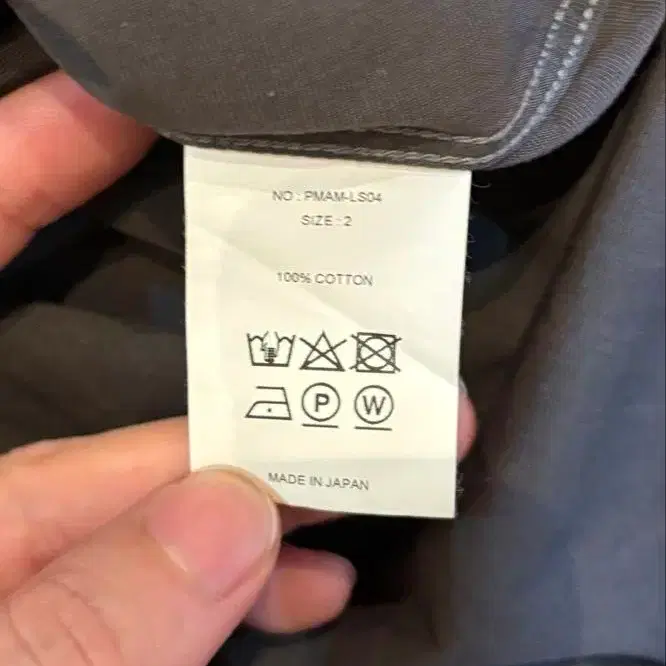 NO : PMAM-LS04
SIZE : 2
100% COTTON
P W
MADE IN JAPAN